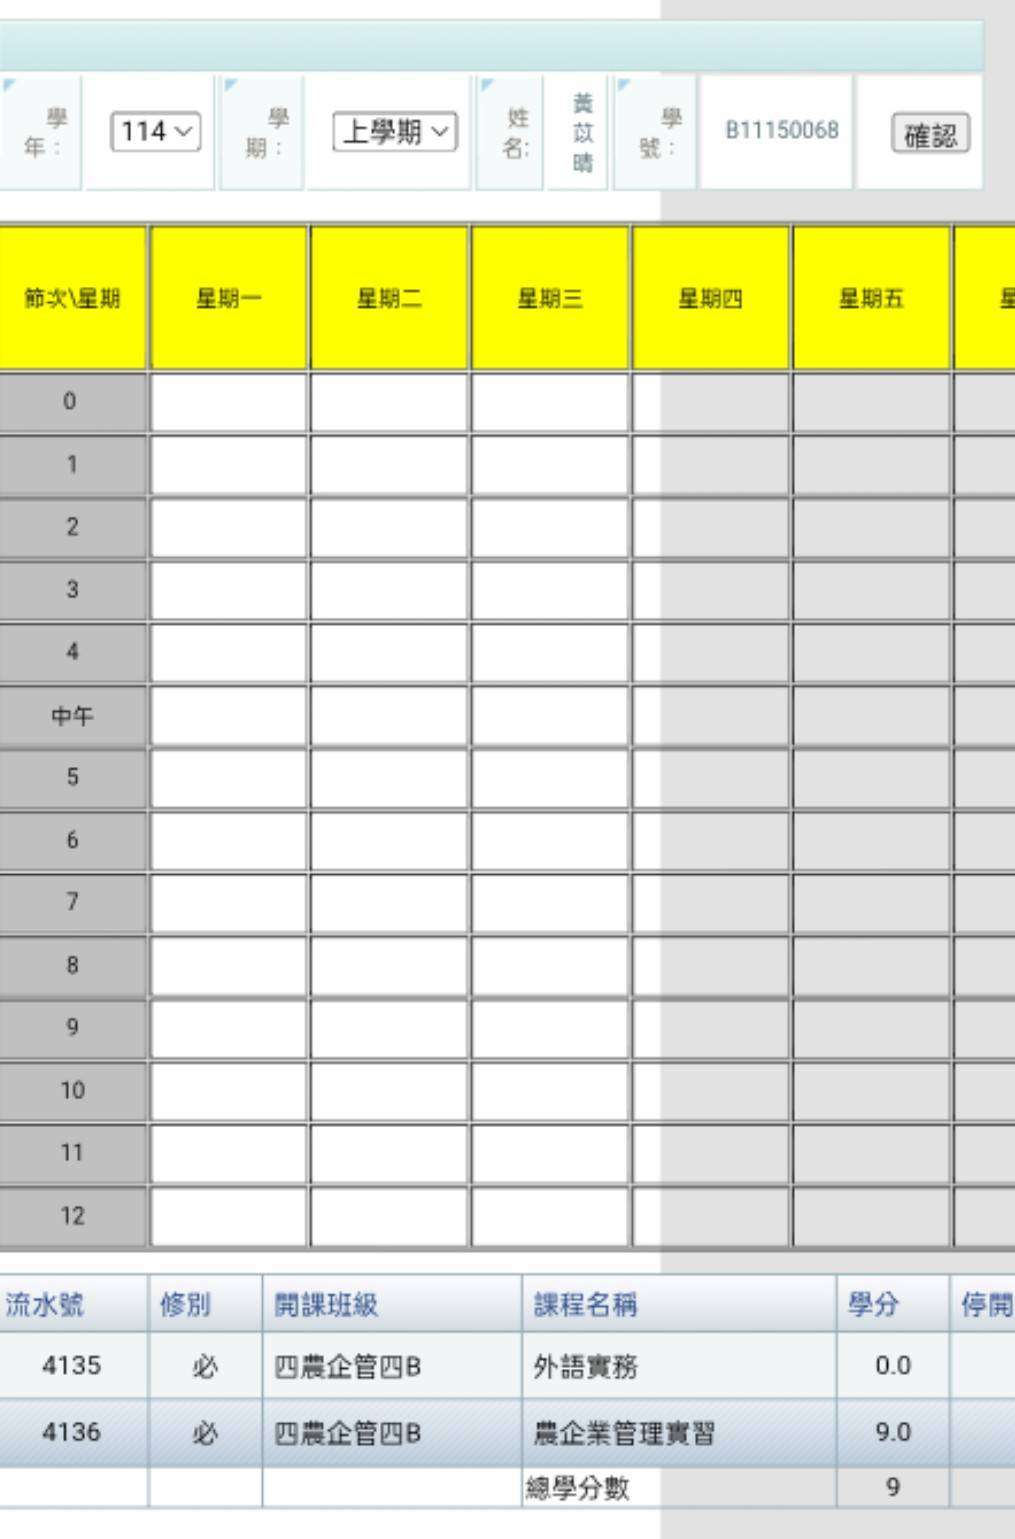 學年： 114 學期： 上學期 姓名: 黃苡晴 學號： B11150068 確認
節次\星期 星期一 星期二 星期三 星期四 星期五
0
1
2
3
4
中午
5
6
7
8
9
10
11
12
流水號 修別 開課班級 課程名稱 學分 停開
4135 必 四農企管四B 外語實務 0.0
4136 必 四農企管四B 農企業管理實習 9.0
總學分數 9